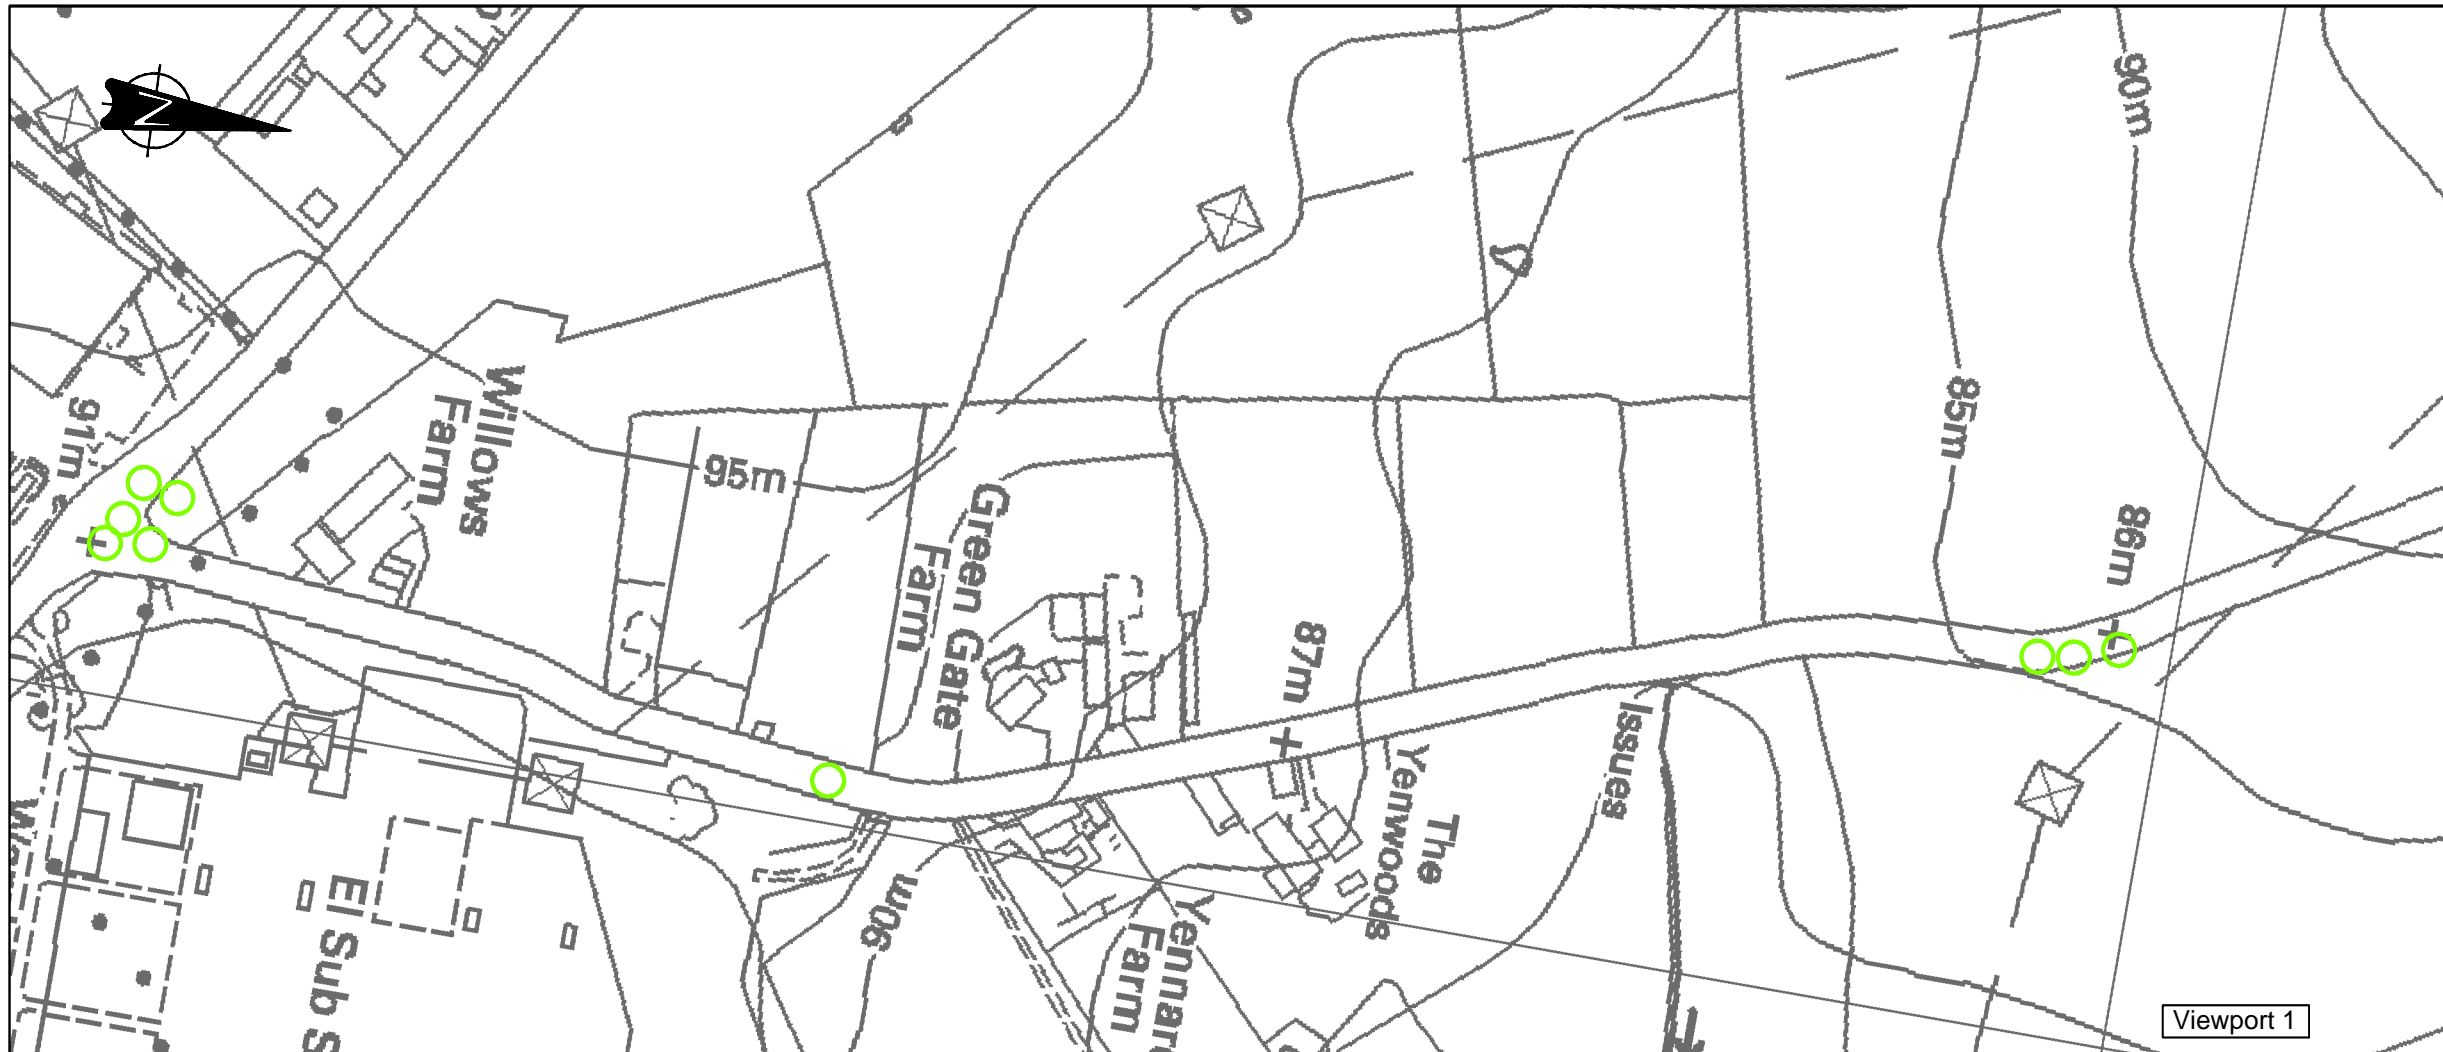 N
90m
85m
91m
Willows
Farm
95m
Green Gate
Farm
86m
87m
Issues
The
Yenwoods
90m
Yennard
Farm
El Sub S
Viewport 1